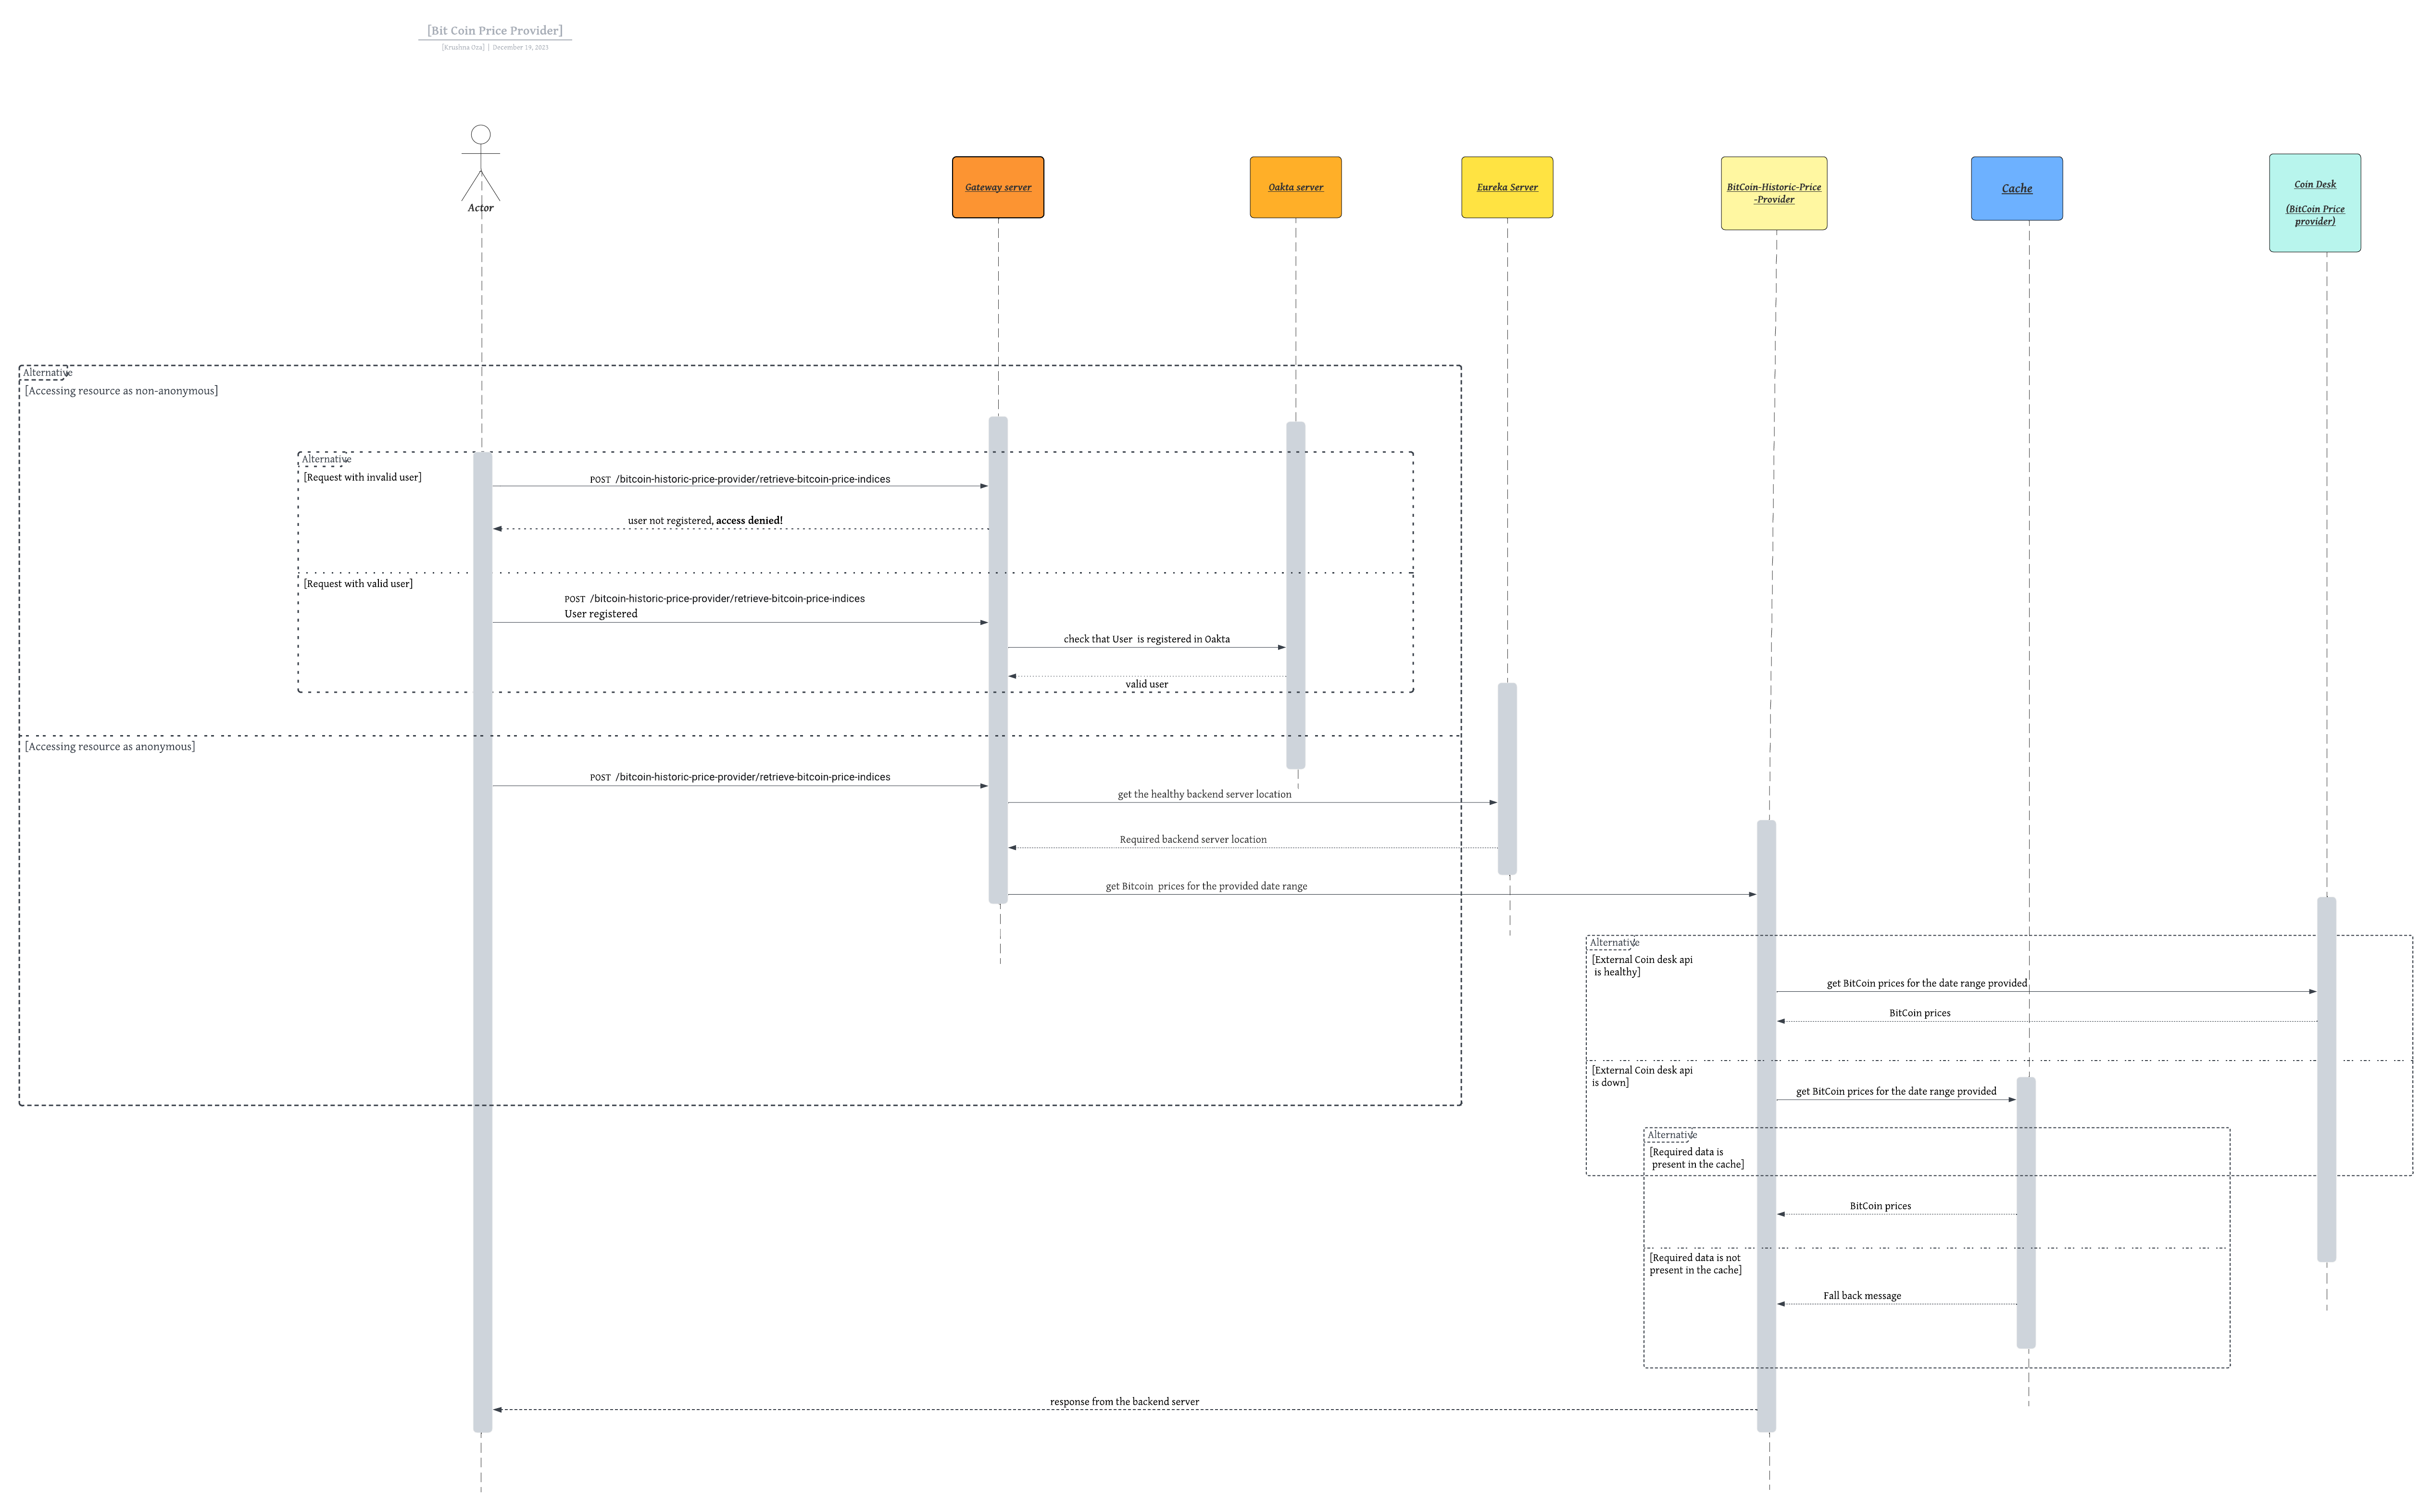 [Bit Coin Price Provider]
[Krushna Oza] | December 19, 2023
Actor
Gateway server
Oakta server
Eureka Server
BitCoin-Historic-Price
-Provider
Cache
Coin Desk
(BitCoin Price
provider)
Alternative
[Accessing resource as non-anonymous]
Alternative
[Request with invalid user]
POST /bitcoin-historic-price-provider/retrieve-bitcoin-price-indices
user not registered, access denied!
[Request with valid user]
POST /bitcoin-historic-price-provider/retrieve-bitcoin-price-indices
User registered
check that User is registered in Oakta
valid user
[Accessing resource as anonymous]
POST /bitcoin-historic-price-provider/retrieve-bitcoin-price-indices
get the healthy backend server location
Required backend server location
get Bitcoin prices for the provided date range
Alternative
[External Coin desk api
is healthy]
get BitCoin prices for the date range provided
BitCoin prices
[External Coin desk api
is down]
get BitCoin prices for the date range provided
Alternative
[Required data is
present in the cache]
BitCoin prices
[Required data is not
present in the cache]
Fall back message
response from the backend server